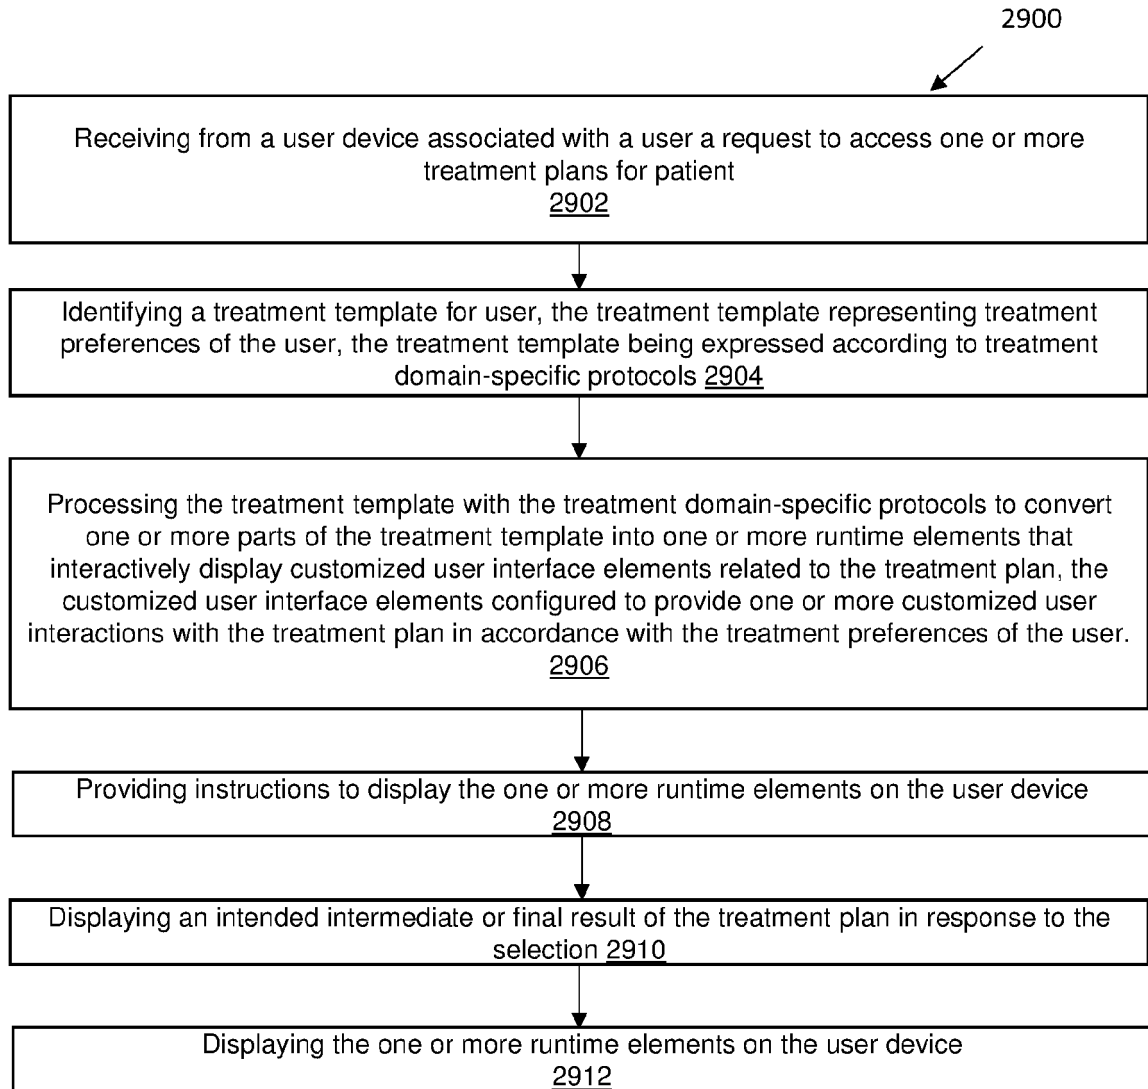 2900
Receiving from a user device associated with a user a request to access one or more
treatment plans for patient
2902
Identifying a treatment template for user, the treatment template representing treatment
preferences of the user, the treatment template being expressed according to treatment
domain-specific protocols 2904
Processing the treatment template with the treatment domain-specific protocols to convert
one or more parts of the treatment template into one or more runtime elements that
interactively display customized user interface elements related to the treatment plan, the
customized user interface elements configured to provide one or more customized user
interactions with the treatment plan in accordance with the treatment preferences of the user.
2906
Providing instructions to display the one or more runtime elements on the user device
2908
Displaying an intended intermediate or final result of the treatment plan in response to the
selection 2910
Displaying the one or more runtime elements on the user device
2912